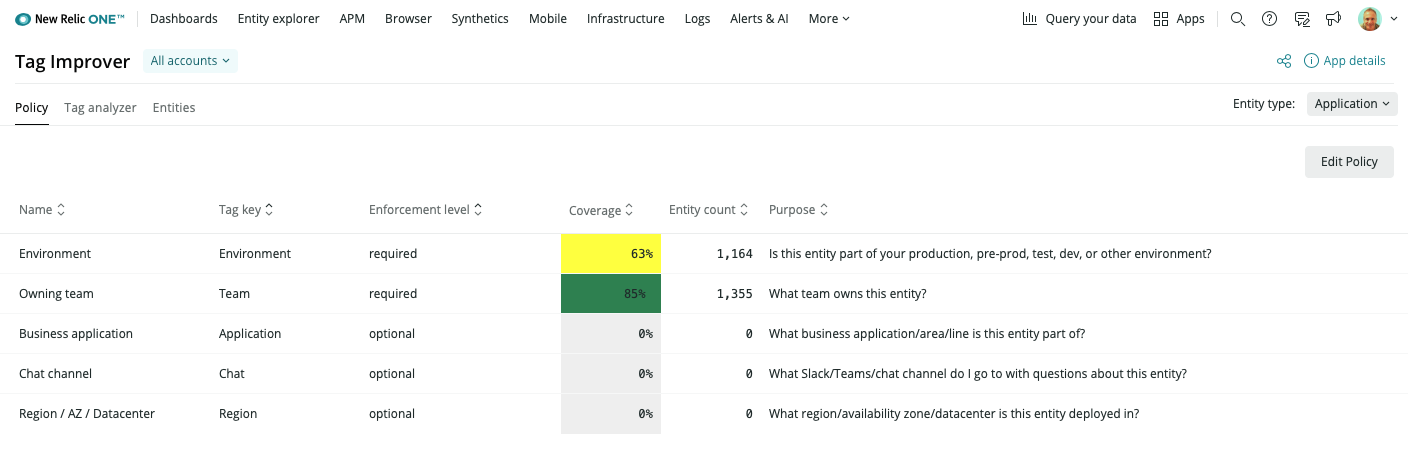 New Relic ONE™ Dashboards Entity explorer APM Browser Synthetics Mobile Infrastructure Logs Alerts & AI More Query your data Apps
Tag Improver All accounts App details
Policy Tag analyzer Entities Entity type: Application
Edit Policy
Name Tag key Enforcement level Coverage Entity count Purpose
Environment Environment required 63% 1,164 Is this entity part of your production, pre-prod, test, dev, or other environment?
Owning team Team required 85% 1,355 What team owns this entity?
Business application Application optional 0% 0 What business application/area/line is this entity part of?
Chat channel Chat optional 0% 0 What Slack/Teams/chat channel do I go to with questions about this entity?
Region / AZ / Datacenter Region optional 0% 0 What region/availability zone/datacenter is this entity deployed in?